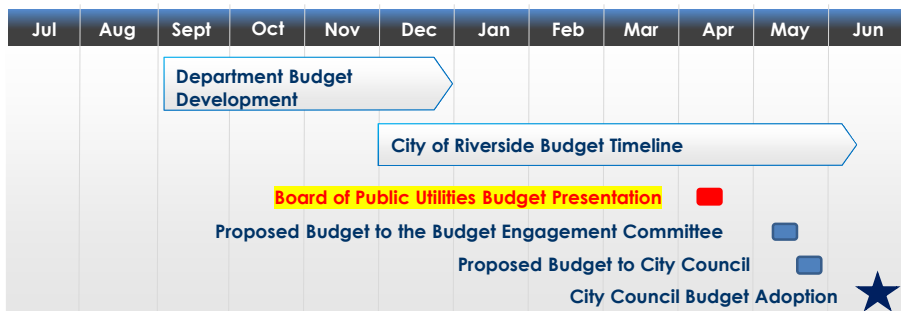 Jul Aug Sept Oct Nov Dec Jan Feb Mar Apr May Jun
Department Budget
Development
City of Riverside Budget Timeline
Board of Public Utilities Budget Presentation
Proposed Budget to the Budget Engagement Committee
Proposed Budget to City Council
City Council Budget Adoption